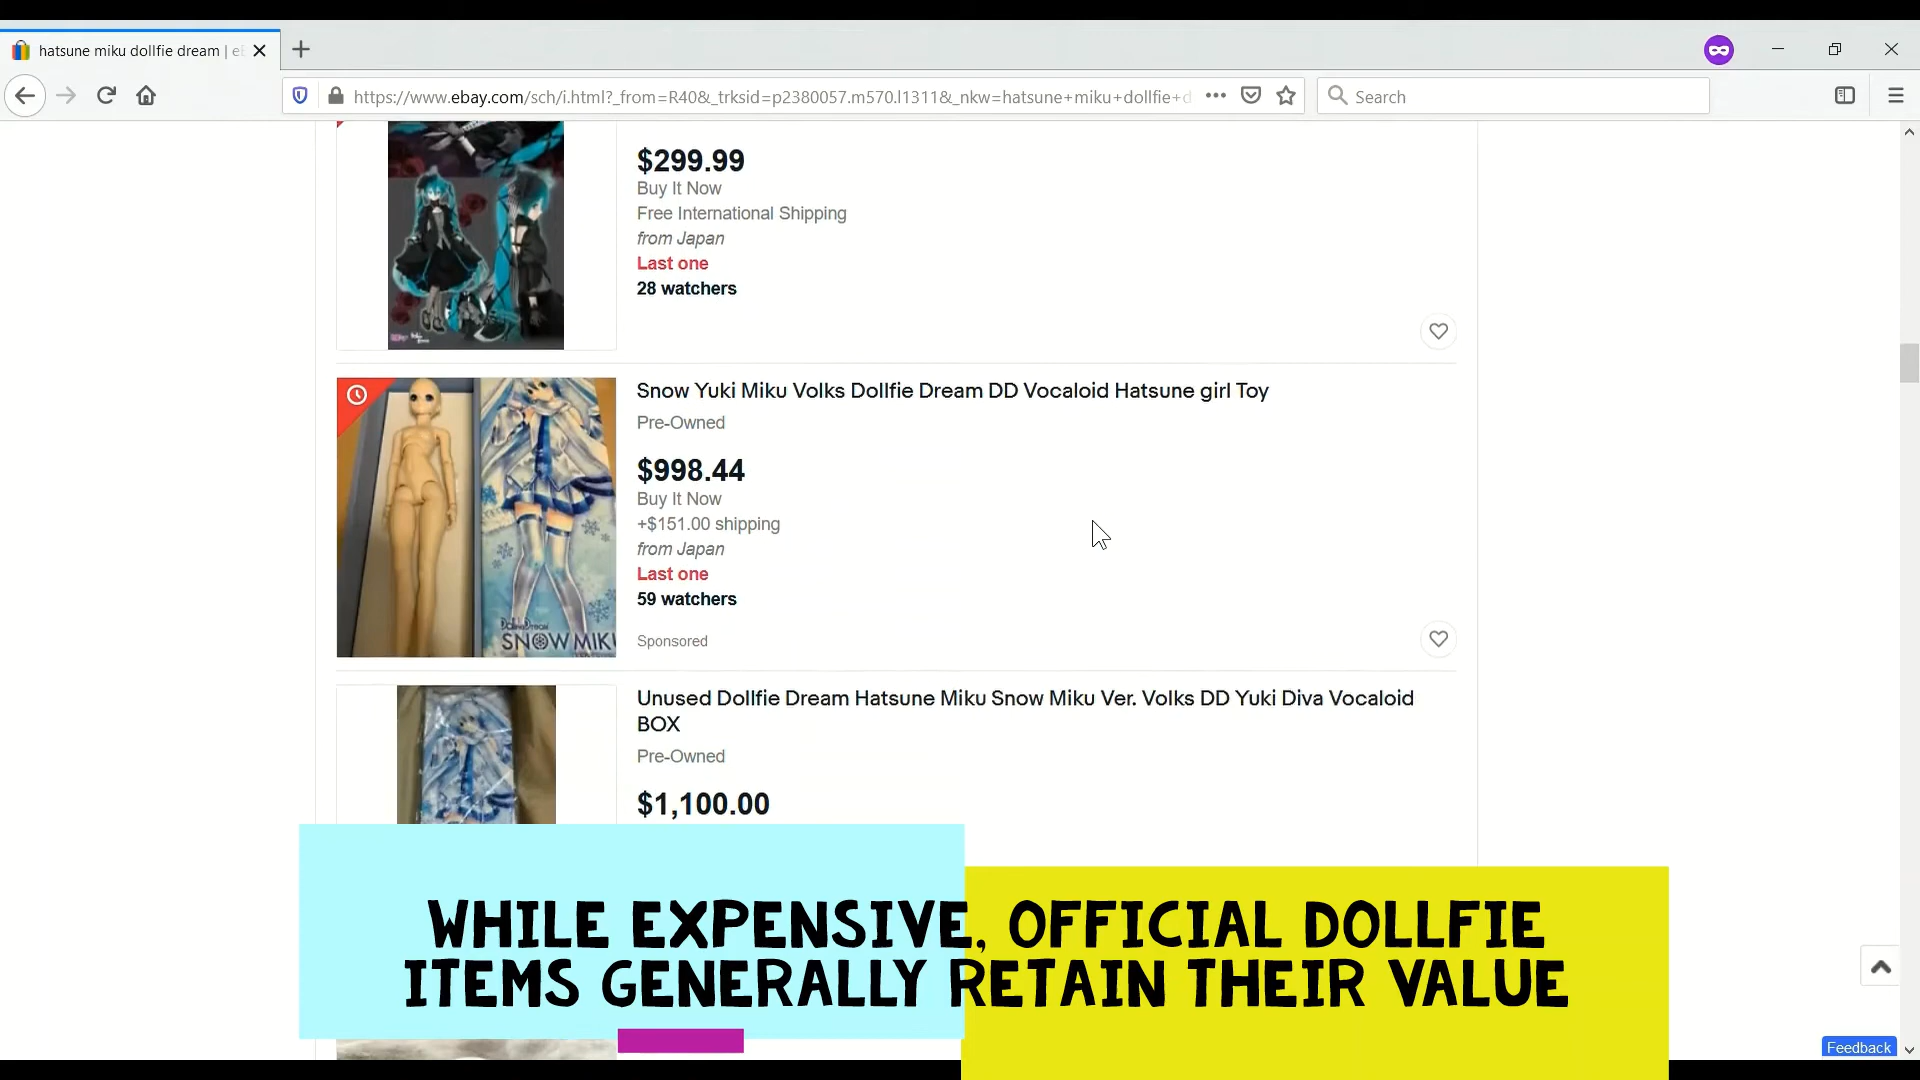 hatsune miku dollfie dream | e
https://www.ebay.com/sch/i.html?_from=R40&_trksid=p2380057.m570.l1311&_nkw=hatsune+miku+dollfie+d
Search
$299.99
Buy It Now
Free International Shipping
from Japan
Last one
28 watchers
Snow Yuki Miku Volks Dollfie Dream DD Vocaloid Hatsune girl Toy
Pre-Owned
$998.44
Buy It Now
+$151.00 shipping
from Japan
Last one
59 watchers
SNOW MIK
Sponsored
Unused Dollfie Dream Hatsune Miku Snow Miku Ver. Volks DD Yuki Diva Vocaloid
BOX
Pre-Owned
$1,100.00
WHILE EXPENSIVE, OFFICIAL DOLLFIE
ITEMS GENERALLY RETAIN THEIR VALUE
Feedback